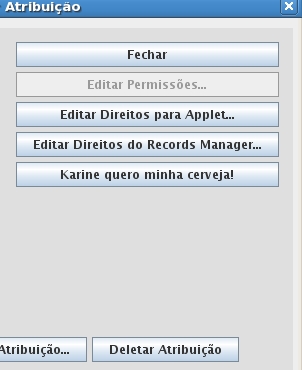 Atribuição
Fechar
Editar Permissões...
Editar Direitos para Applet...
Editar Direitos do Records Manager...
Karine quero minha cerveja!
Atribuição... Deletar Atribuição